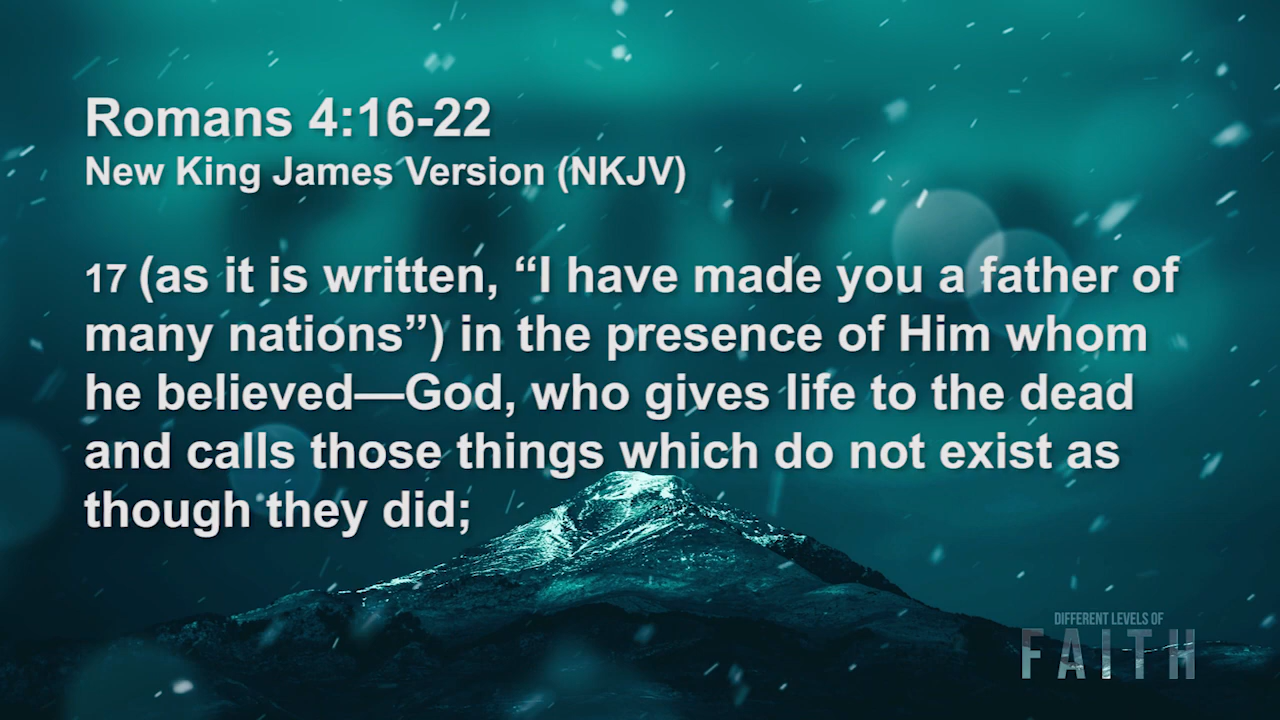 Romans 4:16-22
New King James Version (NKJV)
17 (as it is written, “I have made you a father of
many nations”) in the presence of Him whom
he believed—God, who gives life to the dead
and calls those things which do not exist as
though they did;
DIFFERENT LEVELS OF
FAITH